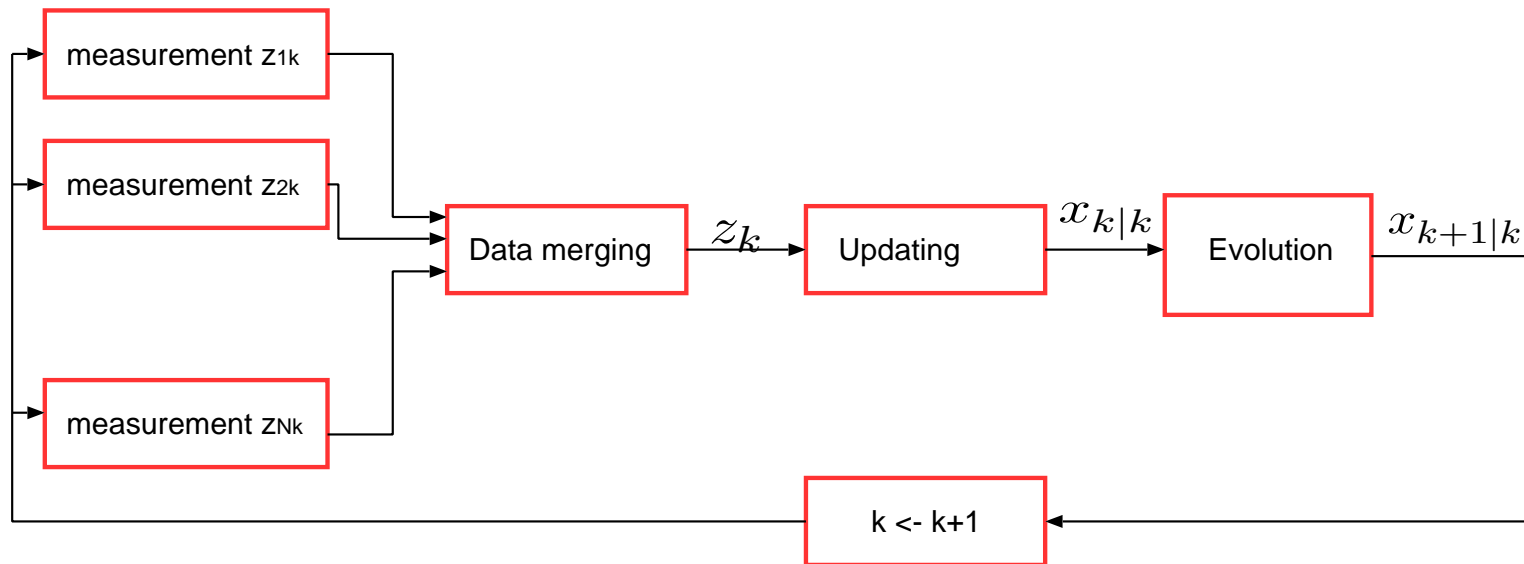 measurement z1k
measurement z2k
measurement zNk
Data merging
z_k
Updating
x_{k|k}
Evolution
x_{k+1|k}
k <- k+1